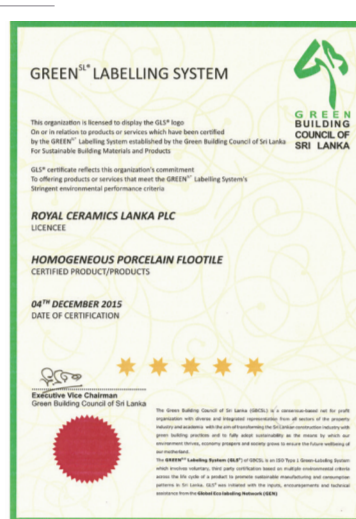 GREEN
BUILDING
COUNCIL OF
SRI LANKA
GREENSL® LABELLING SYSTEM
This organization is licensed to display the GLS® logo
On or in relation to products or services which have been certified
by the GREENSL® Labelling System established by the Green Building Council of Sri Lanka
For Sustainable Building Materials and Products
GLS® certificate reflects this organization's commitment
To offering products or services that meet the GREENSL® Labelling System's
Stringent environmental performance criteria
ROYAL CERAMICS LANKA PLC
LICENCEE
HOMOGENEOUS PORCELAIN FLOOTILE
CERTIFIED PRODUCT/PRODUCTS
04TH DECEMBER 2015
DATE OF CERTIFICATION
Executive Vice Chairman
Green Building Council of Sri Lanka
The Green Building Council of Sri Lanka (GBCSL) is a consensus-based not for profit
organization with diverse and integrated representation from all sectors of the property
industry and academia; with the aim of transforming the Sri Lankan construction industry with
green building practices and to fully adopt sustainability as the means by which our
environment thrives, economy prospers and society grows to ensure the future wellbeing of
our motherland.
The GREENSL® Labeling System (GLS®) of GBCSL is an ISO Type 1 Green-Labeling System
which involves voluntary, third party certification based on multiple environmental criteria
across the life cycle of a product to promote sustainable manufacturing and consumption
patterns in Sri Lanka. GLS® was initiated with the inputs, encouragements and technical
assistance from the Global Eco labeling Network (GEN).